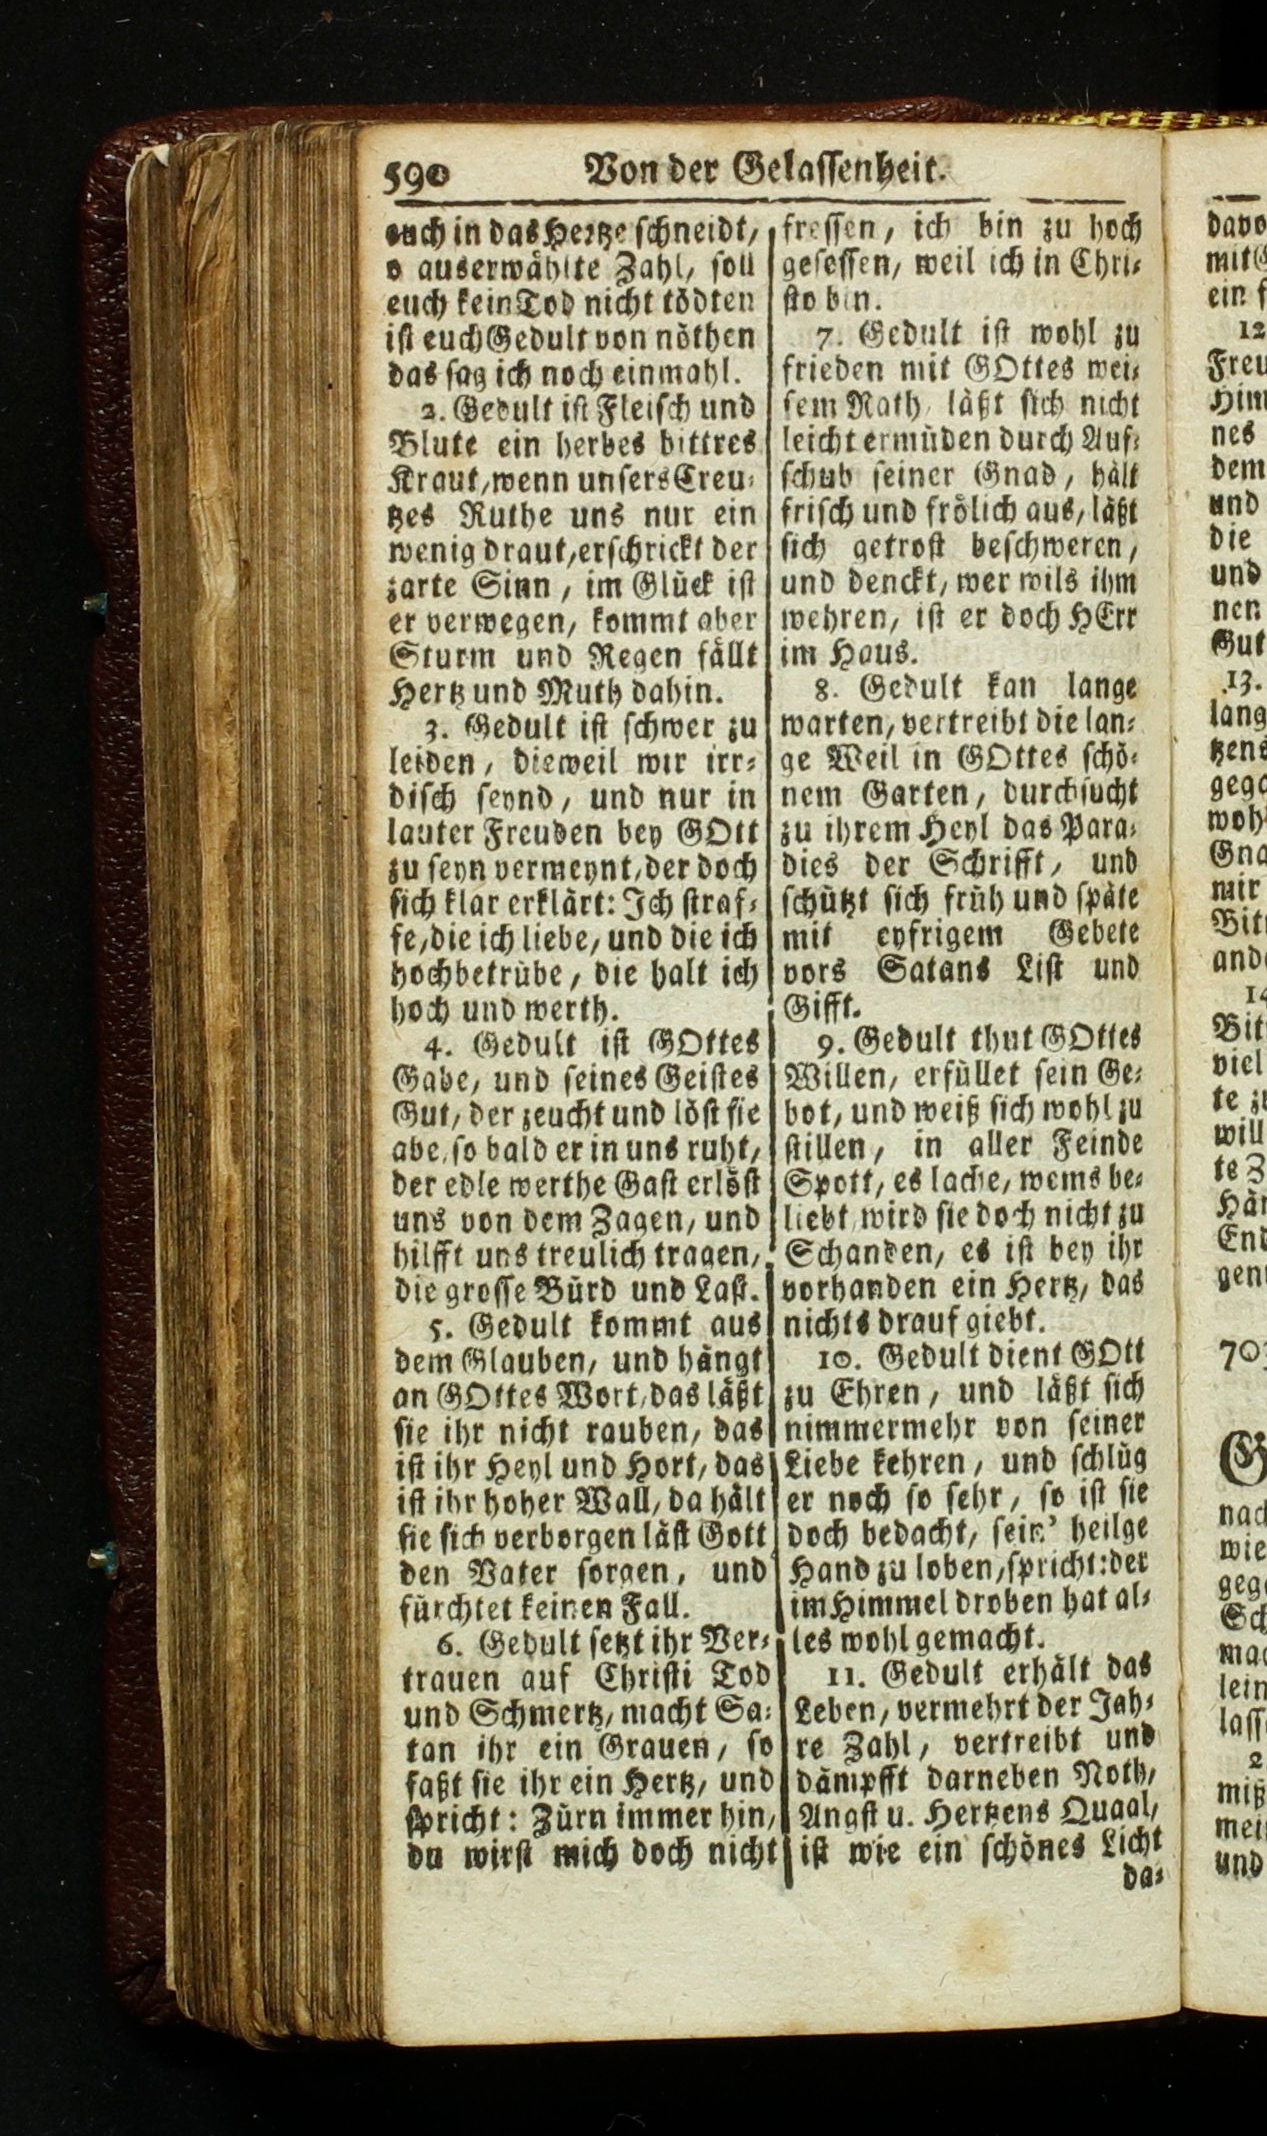 590 Von der Gelassenheit.
euch in das Hertze schneidt,
o auserwählte Zahl, soll
euch kein Tod nicht tödten
ist euch Gedult von nöthen
das sag ich noch einmahl.
2. Gedult ist Fleisch und
Blute ein herbes bittres
Kraut, wenn unsers Creu-
tzes Ruthe uns nur ein
wenig draut, erschrickt der
zarte Sinn, im Glück ist
er verwegen, kommt aber
Sturm und Regen fällt
Hertz und Muth dahin.
3. Gedult ist schwer zu
leiden, dieweil wir irr-
disch seynd, und nur in
lauter Freuden bey GOtt
zu seyn vermeynt, der doch
sich klar erklärt: Ich straf-
fe, die ich liebe, und die ich
hochbetrübe, die halt ich
hoch und werth.
4. Gedult ist GOttes
Gabe, und seines Geistes
Gut, der zeucht und löst sie
abe, so bald er in uns ruht,
der edle werthe Gast erlöst
uns von dem Zagen, und
hilfft uns treulich tragen,
die grosse Bürd und Last.
5. Gedult kommt aus
dem Glauben, und hängt
an GOttes Wort, das läßt
sie ihr nicht rauben, das
ist ihr Heyl und Hort, das
ist ihr hoher Wall, da hält
sie sich verborgen läst Gott
den Vater sorgen, und
fürchtet keinen Fall.
6. Gedult setzt ihr Ver-
trauen auf Christi Tod
und Schmertz, macht Sa-
tan ihr ein Grauen, so
faßt sie ihr ein Hertz, und
spricht: Zürn immer hin,
du wirst mich doch nicht
fressen, ich bin zu hoch
gesessen, weil ich in Chri-
sto bin.
7. Gedult ist wohl zu
frieden mit GOttes wei-
sem Rath, läßt sich nicht
leicht ermüden durch Auf-
schub seiner Gnad, hält
frisch und frölich aus, läßt
sich getrost beschweren,
und denckt, wer wils ihm
wehren, ist er doch HErr
im Haus.
8. Gedult kan lange
warten, vertreibt die lan-
ge Weil in GOttes schö-
nem Garten, durchsucht
zu ihrem Heyl das Para-
dies der Schrifft, und
schützt sich früh und späte
mit eyfrigem Gebete
vors Satans List und
Gifft.
9. Gedult thut GOttes
Willen, erfüllet sein Ge-
bot, und weiß sich wohl zu
stillen, in aller Feinde
Spott, es lache, wems be-
liebt, wird sie doch nicht zu
Schanden, es ist bey ihr
vorhanden ein Hertz, das
nichts drauf giebt.
10. Gedult dient GOtt
zu Ehren, und läßt sich
nimmermehr von seiner
Liebe kehren, und schlüg
er noch so sehr, so ist sie
doch bedacht, sein' heilge
Hand zu loben, spricht: der
im Himmel droben hat al-
les wohl gemacht.
11. Gedult erhält das
Leben, vermehrt der Jah-
re Zahl, vertreibt und
dämpfft darneben Noth,
Angst u. Hertzens Quaal,
ist wie ein schönes Licht
da-